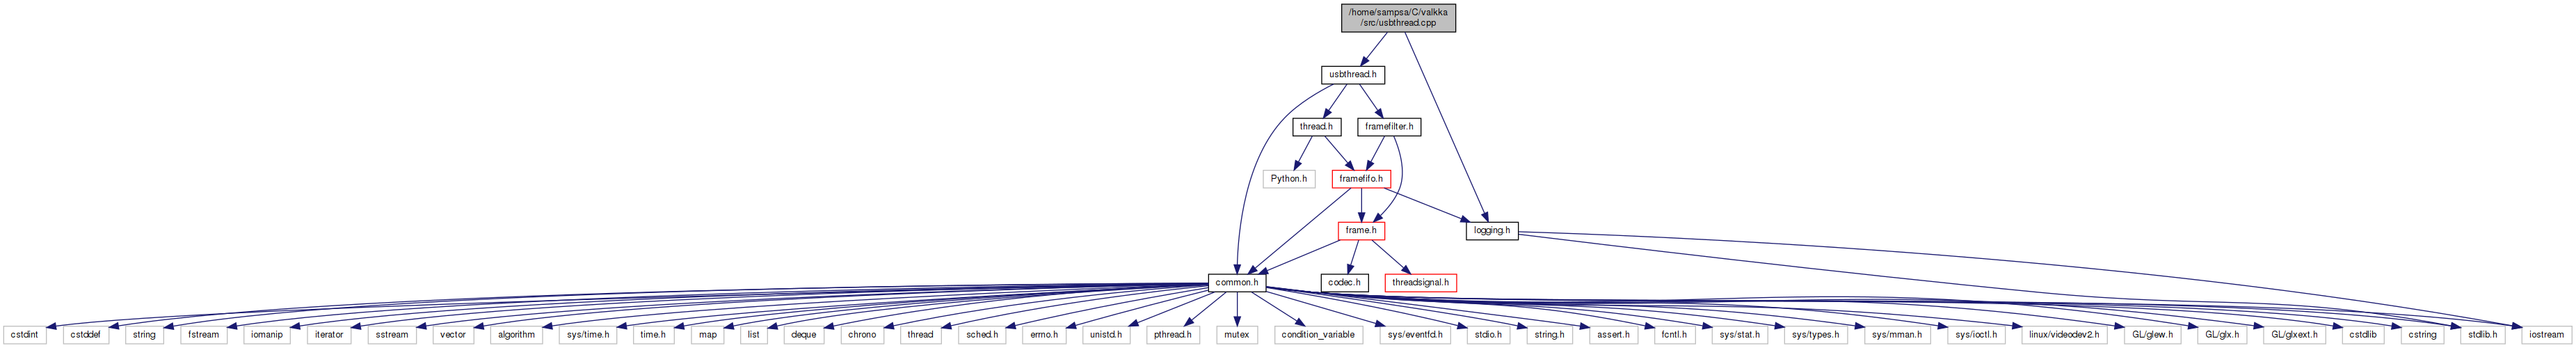 /home/sampsa/C/valkka
/src/usbthread.cpp
usbthread.h
thread.h
framefilter.h
Python.h
framefifo.h
frame.h
logging.h
common.h
codec.h
threadsignal.h
cstdint
cstddef
string
fstream
iomanip
iterator
sstream
vector
algorithm
sys/time.h
time.h
map
list
deque
chrono
thread
sched.h
errno.h
unistd.h
pthread.h
mutex
condition_variable
sys/eventfd.h
stdio.h
string.h
assert.h
fcntl.h
sys/stat.h
sys/types.h
sys/mman.h
sys/ioctl.h
linux/videodev2.h
GL/glew.h
GL/glx.h
GL/glxext.h
cstdlib
cstring
stdlib.h
iostream